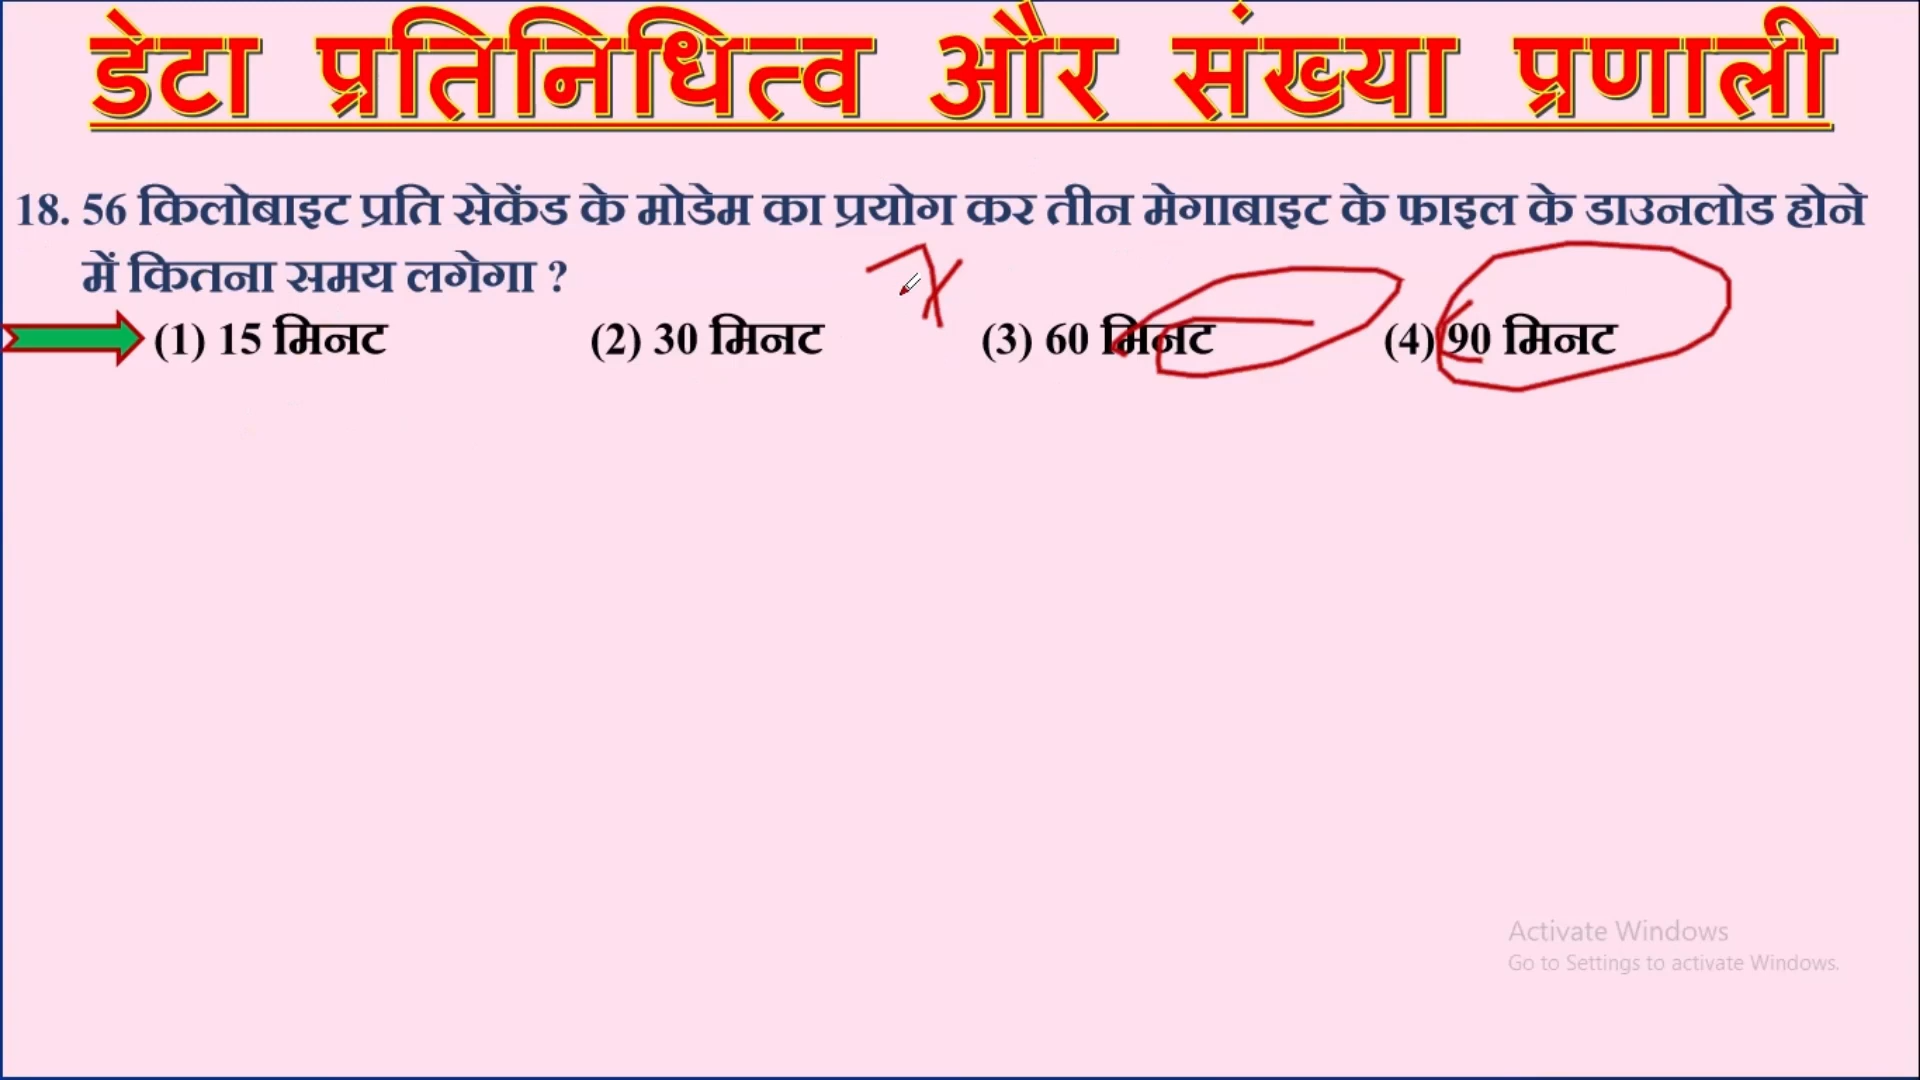 डेटा प्रतिनिधित्व और संख्या प्रणाली
18. 56 किलोबाइट प्रति सेकेंड के मोडेम का प्रयोग कर तीन मेगाबाइट के फाइल के डाउनलोड होने
में कितना समय लगेगा ?
(1) 15 मिनट (2) 30 मिनट (3) 60 मिनट (4) 90 मिनट
Activate Windows
Go to Settings to activate Windows.